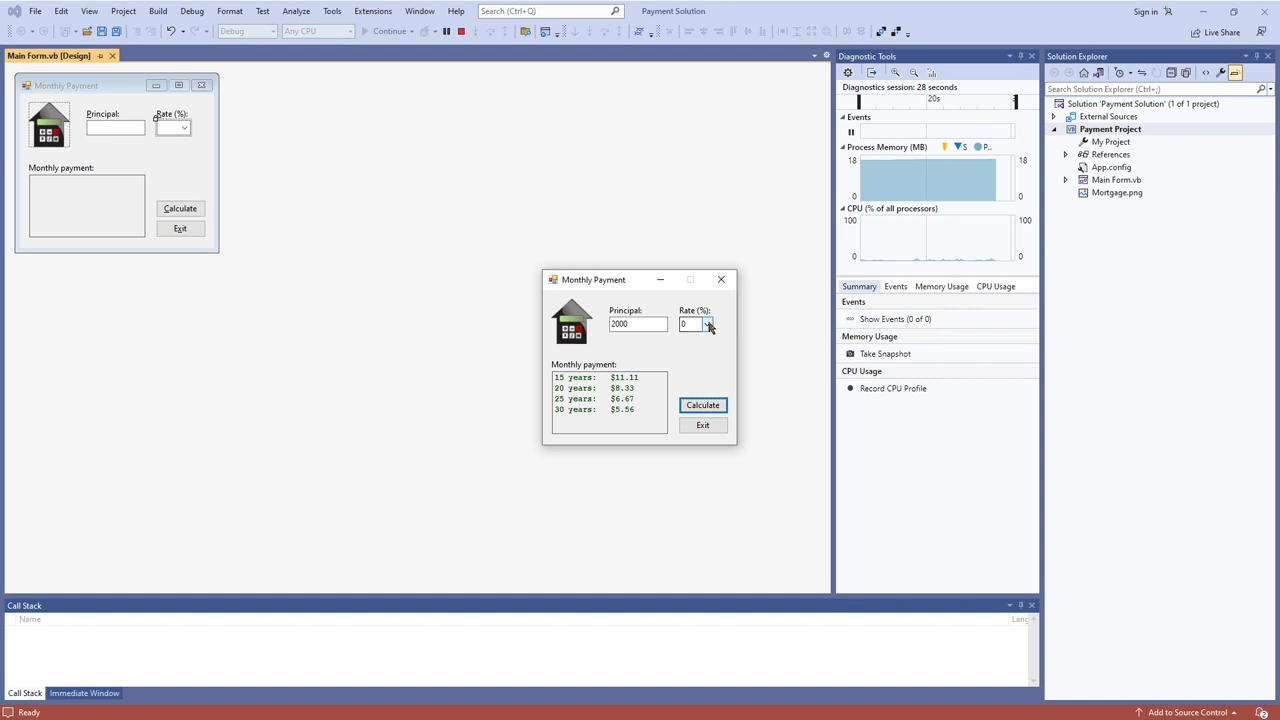 File Edit View Project Build Debug Format Test Analyze Tools Extensions Window Help Search (Ctrl+Q) Payment Solution Sign in
Debug Any CPU Continue Live Share
Main Form.vb [Design]
Monthly Payment
Principal: Rate (%):
Monthly payment:
Calculate
Exit
Monthly Payment
Principal: Rate (%):
2000 0
Monthly payment:
15 years: $11.11
20 years: $8.33
25 years: $6.67
30 years: $5.56
Calculate
Exit
Diagnostic Tools
Diagnostics session: 28 seconds
20s
Events
Process Memory (MB) S P..
18 18
0 0
CPU (% of all processors)
100 100
0 0
Summary Events Memory Usage CPU Usage
Events
Show Events (0 of 0)
Memory Usage
Take Snapshot
CPU Usage
Record CPU Profile
Solution Explorer
Search Solution Explorer (Ctrl+;)
Solution 'Payment Solution' (1 of 1 project)
External Sources
Payment Project
My Project
References
App.config
Main Form.vb
Mortgage.png
Call Stack
Name Lang
Call Stack Immediate Window
Ready Add to Source Control 2